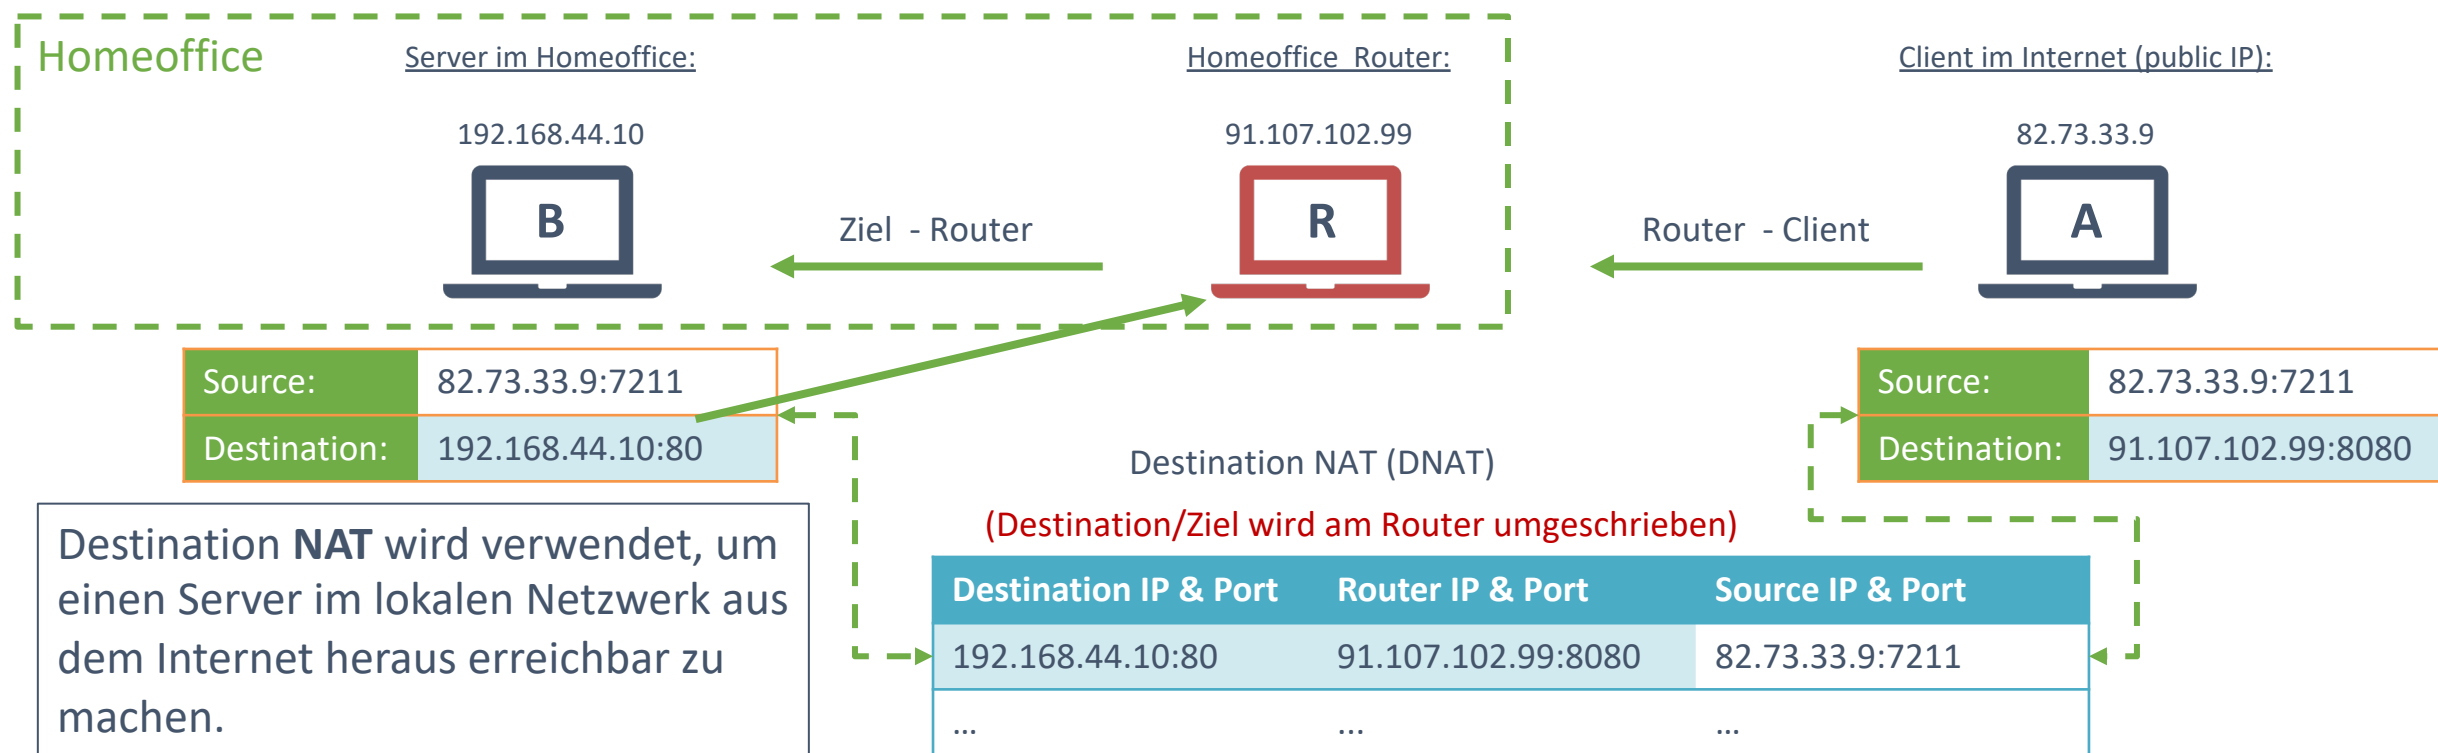 Homeoffice
Server im Homeoffice:
Homeoffice Router:
Client im Internet (public IP):
192.168.44.10
91.107.102.99
82.73.33.9
B
Ziel - Router
R
Router - Client
A
Source: 82.73.33.9:7211
Destination: 192.168.44.10:80
Source: 82.73.33.9:7211
Destination: 91.107.102.99:8080
Destination NAT (DNAT)
(Destination/Ziel wird am Router umgeschrieben)
Destination NAT wird verwendet, um
einen Server im lokalen Netzwerk aus
dem Internet heraus erreichbar zu
machen.
Destination IP & Port Router IP & Port Source IP & Port
192.168.44.10:80 91.107.102.99:8080 82.73.33.9:7211
... ... ...